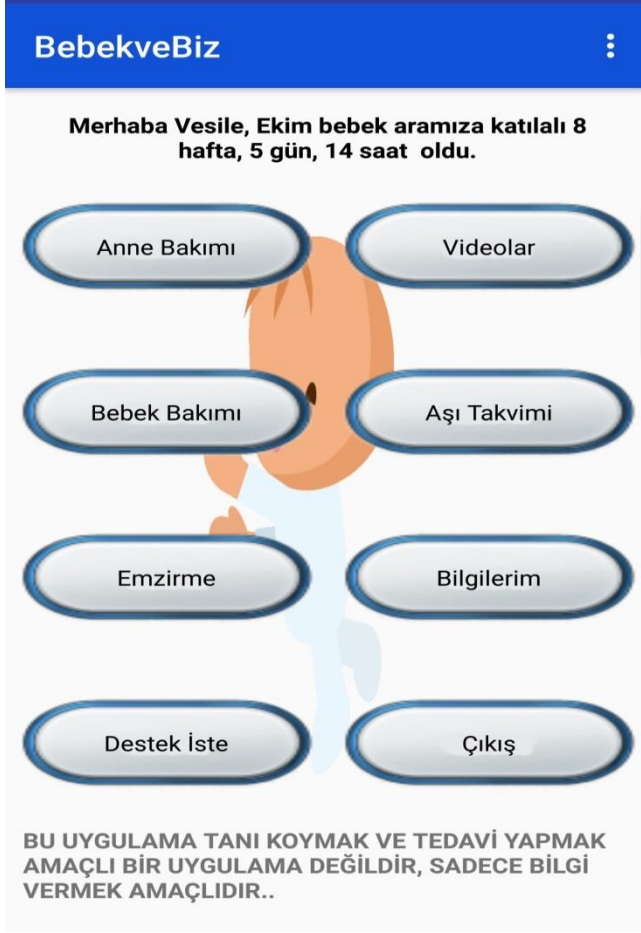 BebekveBiz
Merhaba Vesile, Ekim bebek aramıza katılalı 8
hafta, 5 gün, 14 saat  oldu.
Anne Bakımı
Videolar
Bebek Bakımı
Aşı Takvimi
Emzirme
Bilgilerim
Destek İste
Çıkış
BU UYGULAMA TANI KOYMAK VE TEDAVİ YAPMAK
AMAÇLI BİR UYGULAMA DEĞİLDİR, SADECE BİLGİ
VERMEK AMAÇLIDIR..